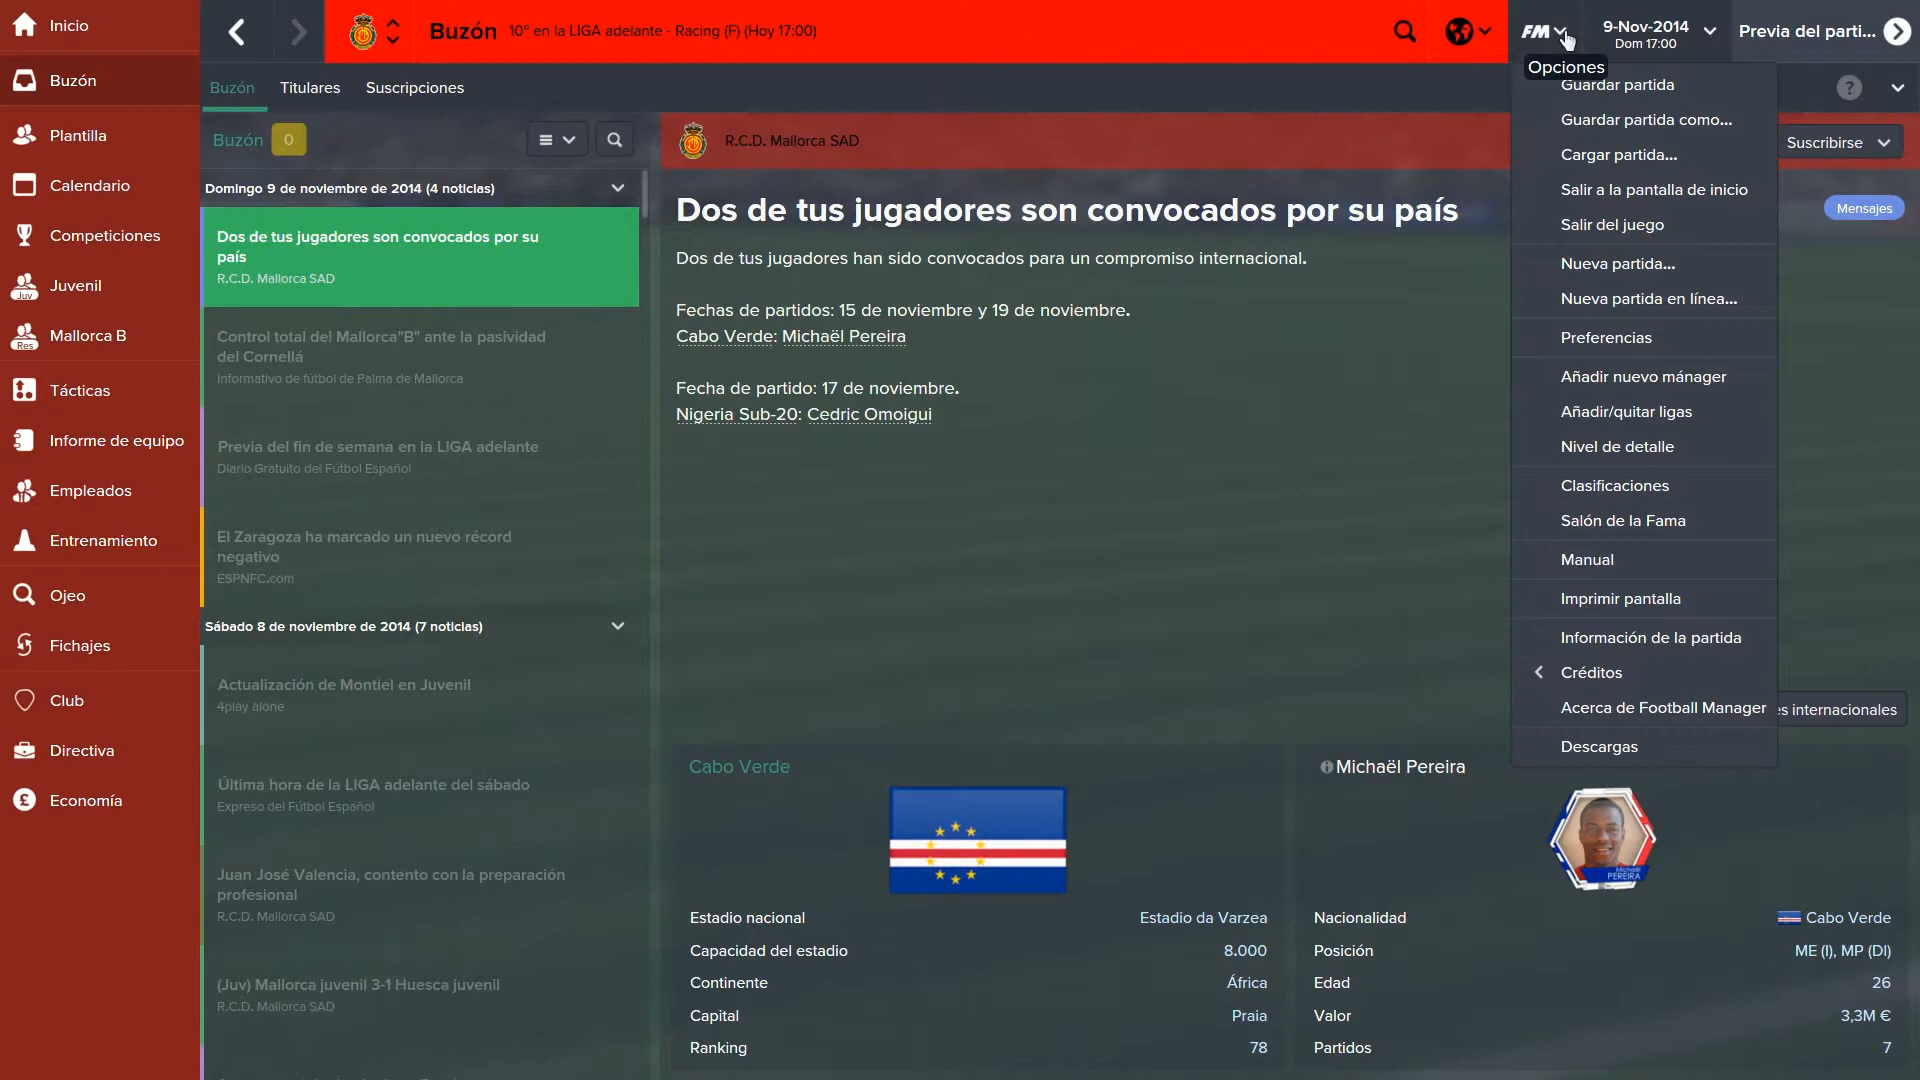 Inicio
Buzón
Plantilla
Calendario
Competiciones
Juv
Juvenil
Res
Mallorca B
Tácticas
Informe de equipo
Empleados
Entrenamiento
Ojeo
Fichajes
Club
Directiva
Economía
Buzón 10º en la LIGA adelante - Racing (F) (Hoy 17:00)
FM
9-Nov-2014
Dom 17:00
Previa del parti...
Buzón Titulares Suscripciones
Buzón 0
Domingo 9 de noviembre de 2014 (4 noticias)
Dos de tus jugadores son convocados por su
país
R.C.D. Mallorca SAD
Control total del Mallorca"B" ante la pasividad
del Cornellá
Informativo de fútbol de Palma de Mallorca
Previa del fin de semana en la LIGA adelante
Diario Gratuito del Fútbol Español
El Zaragoza ha marcado un nuevo récord
negativo
ESPNFC.com
Sábado 8 de noviembre de 2014 (7 noticias)
Actualización de Montiel en Juvenil
4play alone
Última hora de la LIGA adelante del sábado
Expreso del Fútbol Español
Juan José Valencia, contento con la preparación
profesional
R.C.D. Mallorca SAD
(Juv) Mallorca juvenil 3-1 Huesca juvenil
R.C.D. Mallorca SAD
R.C.D. Mallorca SAD
Suscribirse
Dos de tus jugadores son convocados por su país
Mensajes
Dos de tus jugadores han sido convocados para un compromiso internacional.
Fechas de partidos: 15 de noviembre y 19 de noviembre.
Cabo Verde: Michaël Pereira
Fecha de partido: 17 de noviembre.
Nigeria Sub-20: Cedric Omoigui
Opciones
Guardar partida
Guardar partida como...
Cargar partida...
Salir a la pantalla de inicio
Salir del juego
Nueva partida...
Nueva partida en línea...
Preferencias
Añadir nuevo mánager
Añadir/quitar ligas
Nivel de detalle
Clasificaciones
Salón de la Fama
Manual
Imprimir pantalla
Información de la partida
Créditos
Acerca de Football Manager
Descargas
es internacionales
Cabo Verde
Estadio nacional Estadio da Varzea
Capacidad del estadio 8.000
Continente África
Capital Praia
Ranking 78
Michaël Pereira
Michaël
PEREIRA
Nacionalidad Cabo Verde
Posición ME (I), MP (DI)
Edad 26
Valor 3,3M €
Partidos 7